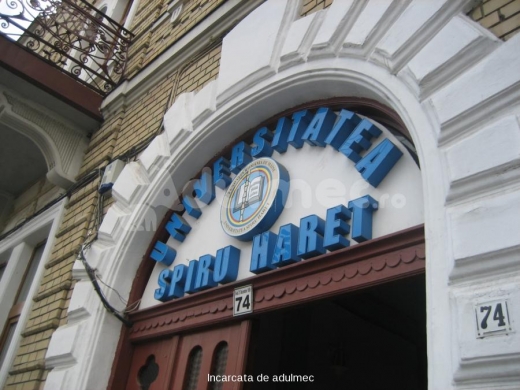 UNIVERSITATEA
SPIRU HARET
74
74
Incarcata de adulmec